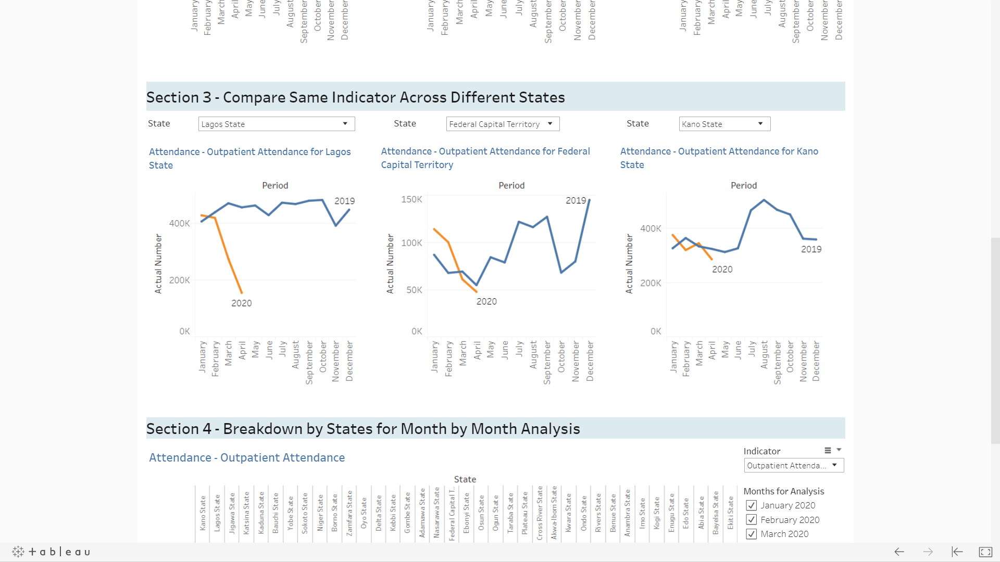 January
February
March
April
May
June
July
August
September
October
November
December
January
February
March
April
May
June
July
August
September
October
November
December
January
February
March
April
May
June
July
August
September
October
November
December
Section 3 - Compare Same Indicator Across Different States
State
Lagos State
State
Federal Capital Territory
State
Kano State
Attendance - Outpatient Attendance for Lagos
State
Period
2019
400K
200K
0K
Actual Number
2020
January
February
March
April
May
June
July
August
September
October
November
December
Attendance - Outpatient Attendance for Federal
Capital Territory
Period
150K
2019
100K
50K
0K
Actual Number
2020
January
February
March
April
May
June
July
August
September
October
November
December
Attendance - Outpatient Attendance for Kano
State
Period
400K
200K
0K
Actual Number
2019
2020
January
February
March
April
May
June
July
August
September
October
November
December
Section 4 - Breakdown by States for Month by Month Analysis
Attendance - Outpatient Attendance
State
Kano State
Lagos State
Jigawa State
Katsina State
Kaduna State
Bauchi State
Yobe State
Sokoto State
Niger State
Borno State
Zamfara State
Oyo State
Delta State
Kebbi State
Gombe State
Adamawa State
Nasarawa State
Federal Capital T..
Ebonyi State
Osun State
Ogun State
Taraba State
Plateau State
Cross River State
Akwa-Ibom State
Kwara State
Ondo State
Rivers State
Benue State
Anambra State
Imo State
Kogi State
Enugu State
Edo State
Abia State
Bayelsa State
Ekiti State
Indicator
Outpatient Attenda...
Months for Analysis
January 2020
February 2020
March 2020
+ableau